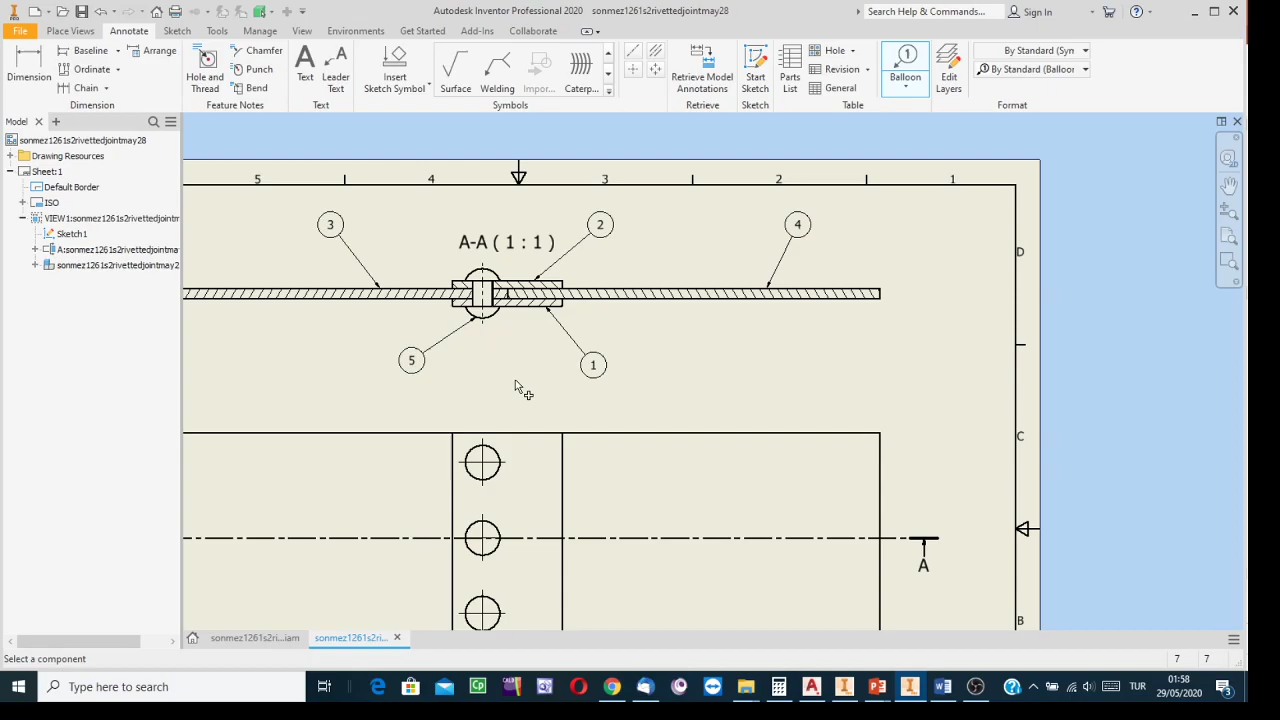 Autodesk Inventor Professional 2020 sonmez1261s2rivettedjointmay28
Search Help & Commands...
Sign In
File
Place Views
Annotate
Sketch
Tools
Manage
View
Environments
Get Started
Add-Ins
Collaborate
Dimension
Baseline
Ordinate
Chain
Arrange
Dimension
Hole and
Thread
Chamfer
Punch
Bend
Feature Notes
Text
Leader
Text
Text
Insert
Sketch Symbol
Surface
Welding
Impor...
Caterp...
Symbols
Retrieve Model
Annotations
Retrieve
Start
Sketch
Sketch
Parts
List
Hole
Revision
General
Table
Balloon
Edit
Layers
By Standard (Syn
By Standard (Balloor
Format
Model
sonmez1261s2rivettedjointmay28
Drawing Resources
Sheet:1
Default Border
ISO
VIEW1:sonmez1261s2rivettedjointm
Sketch1
A:sonmez1261s2rivettedjointmay
sonmez1261s2rivettedjointmay2
5
4
3
2
1
D
C
B
3
A-A ( 1 : 1 )
2
4
5
1
A
sonmez1261s2ri...iam
sonmez1261s2ri...
Select a component
7
7
Type here to search
TUR
01:58
29/05/2020
3